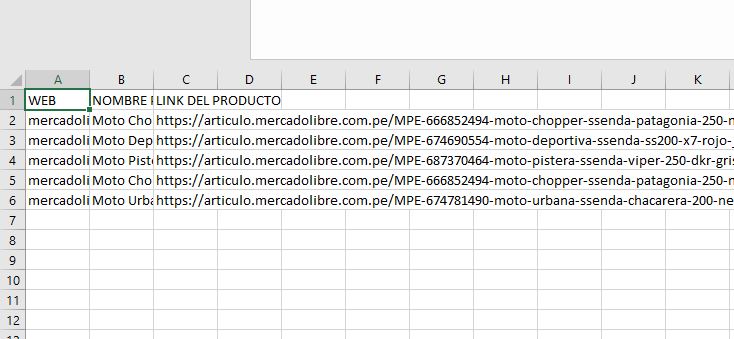 A B C D E F G H I J K
1 WEB NOMBRE LINK DEL PRODUCTO
2 mercadoli Moto Cho https://articulo.mercadolibre.com.pe/MPE-666852494-moto-chopper-ssenda-patagonia-250-n
3 mercadoli Moto Dep https://articulo.mercadolibre.com.pe/MPE-674690554-moto-deportiva-ssenda-ss200-x7-rojo-_
4 mercadoli Moto Piste https://articulo.mercadolibre.com.pe/MPE-687370464-moto-pistera-ssenda-viper-250-dkr-gris
5 mercadoli Moto Cho https://articulo.mercadolibre.com.pe/MPE-666852494-moto-chopper-ssenda-patagonia-250-n
6 mercadoli Moto Urba https://articulo.mercadolibre.com.pe/MPE-674781490-moto-urbana-ssenda-chacarera-200-ne
7
8
9
10
11
12